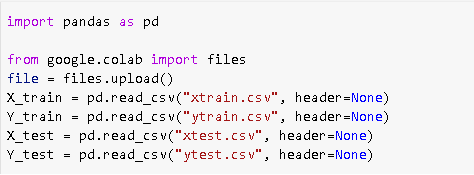 import pandas as pd
from google.colab import files
file = files.upload()
X_train = pd.read_csv("xtrain.csv", header=None)
Y_train = pd.read_csv("ytrain.csv", header=None)
X_test = pd.read_csv("xtest.csv", header=None)
Y_test = pd.read_csv("ytest.csv", header=None)